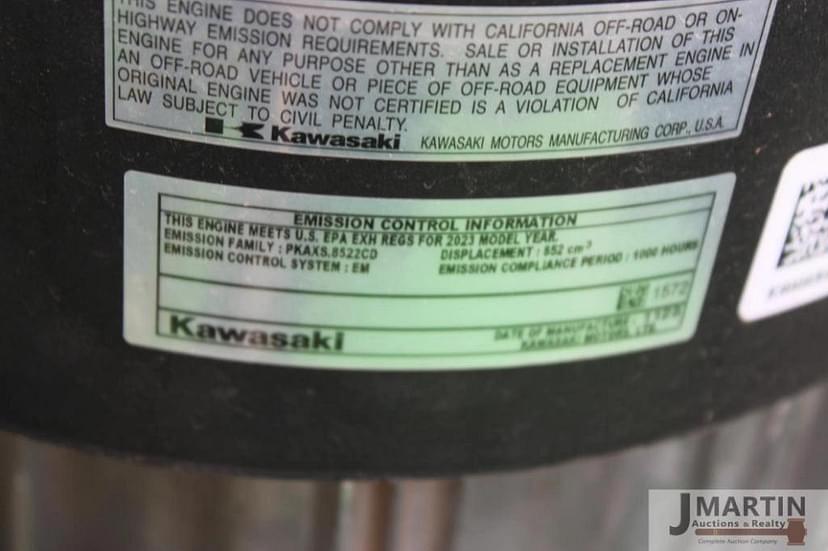 THIS ENGINE DOES NOT COMPLY WITH CALIFORNIA OFF-ROAD OR ON-
HIGHWAY EMISSION REQUIREMENTS. SALE OR INSTALLATION OF THIS
ENGINE FOR ANY PURPOSE OTHER THAN AS A REPLACEMENT ENGINE IN
AN OFF-ROAD VEHICLE OR PIECE OF OFF-ROAD EQUIPMENT WHOSE
ORIGINAL ENGINE WAS NOT CERTIFIED IS A VIOLATION OF CALIFORNIA
LAW SUBJECT TO CIVIL PENALTY.
Kawasaki KAWASAKI MOTORS MANUFACTURING CORP., U.S.A.
EMISSION CONTROL INFORMATION
THIS ENGINE MEETS U.S. EPA EXH REGS FOR 2023 MODEL YEAR.
EMISSION FAMILY : PKAXS.8522CD DISPLACEMENT : 852 cm³
EMISSION CONTROL SYSTEM : EM EMISSION COMPLIANCE PERIOD : 1000 HOURS
1572
Kawasaki DATE OF MANUFACTURE :
KAWASAKI MOTORS, LTD.
J MARTIN
Auctions & Realty
Complete Auction Company